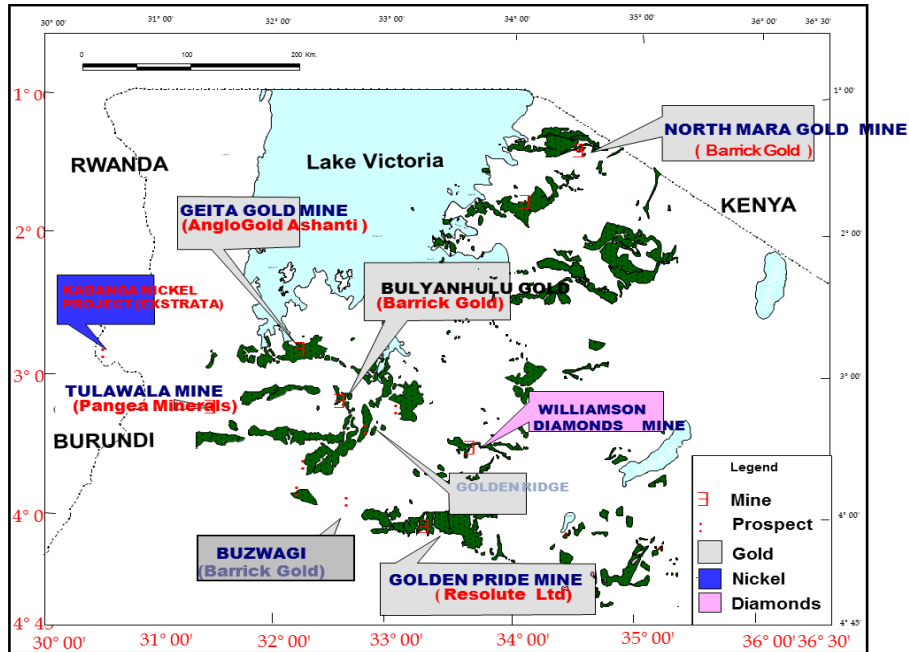 30° 00' 31° 00' 32° 00' 33° 00' 34° 00' 35° 00' 36° 00' 36° 30'
0 100 200 Km.
1° 00' 1° 00'
NORTH MARA GOLD MINE
( Barrick Gold )
RWANDA
Lake Victoria
KENYA
GEITA GOLD MINE
(AngloGold Ashanti )
2° 0 2° 00'
KABANGA NICKEL
PROJECT (EXSTRATA)
BULYANHULU GOLD
(Barrick Gold)
3° 0 3° 00'
TULAWALA MINE
(Pangea Minerals)
BURUNDI
WILLIAMSON
DIAMONDS MINE
GOLDEN RIDGE
4° 0 4° 00'
BUZWAGI
(Barrick Gold)
GOLDEN PRIDE MINE
( Resolute Ltd)
Legend
Mine
Prospect
Gold
Nickel
Diamonds
4° 45' 4° 45'
30° 00' 31° 00' 32° 00' 33° 00' 34° 00' 35° 00' 36° 00' 36° 30'